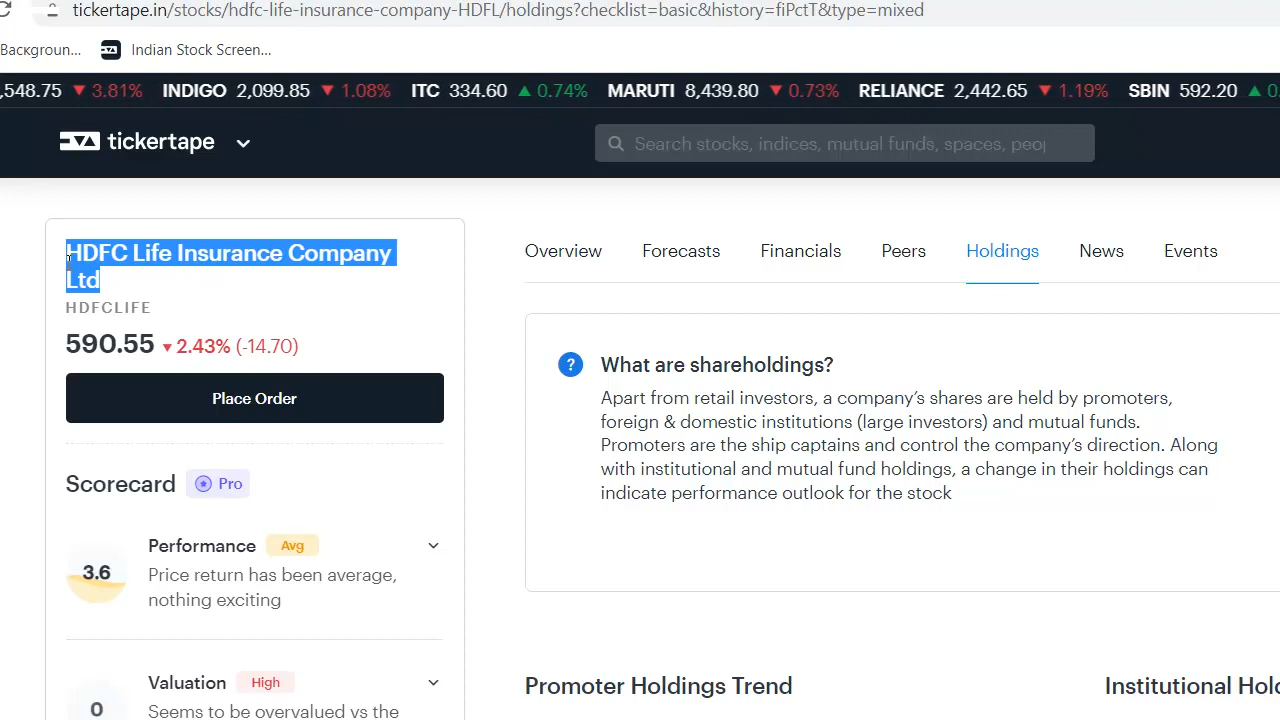 tickertape.in/stocks/hdfc-life-insurance-company-HDFL/holdings?checklist=basic&history=fiPctT&type=mixed
Backgroun... Indian Stock Screen...
,548.75 ▼ 3.81% INDIGO 2,099.85 ▼ 1.08% ITC 334.60 ▲ 0.74% MARUTI 8,439.80 ▼ 0.73% RELIANCE 2,442.65 ▼ 1.19% SBIN 592.20 ▲ 0.
tickertape Search stocks, indices, mutual funds, spaces, peo
HDFC Life Insurance Company
Ltd
HDFCLIFE
590.55 ▼ 2.43% (-14.70)
Place Order
Scorecard Pro
Performance Avg
3.6
Price return has been average,
nothing exciting
Valuation High
0
Seems to be overvalued vs the
Overview Forecasts Financials Peers Holdings News Events
? What are shareholdings?
Apart from retail investors, a company's shares are held by promoters,
foreign & domestic institutions (large investors) and mutual funds.
Promoters are the ship captains and control the company's direction. Along
with institutional and mutual fund holdings, a change in their holdings can
indicate performance outlook for the stock
Promoter Holdings Trend Institutional Hol